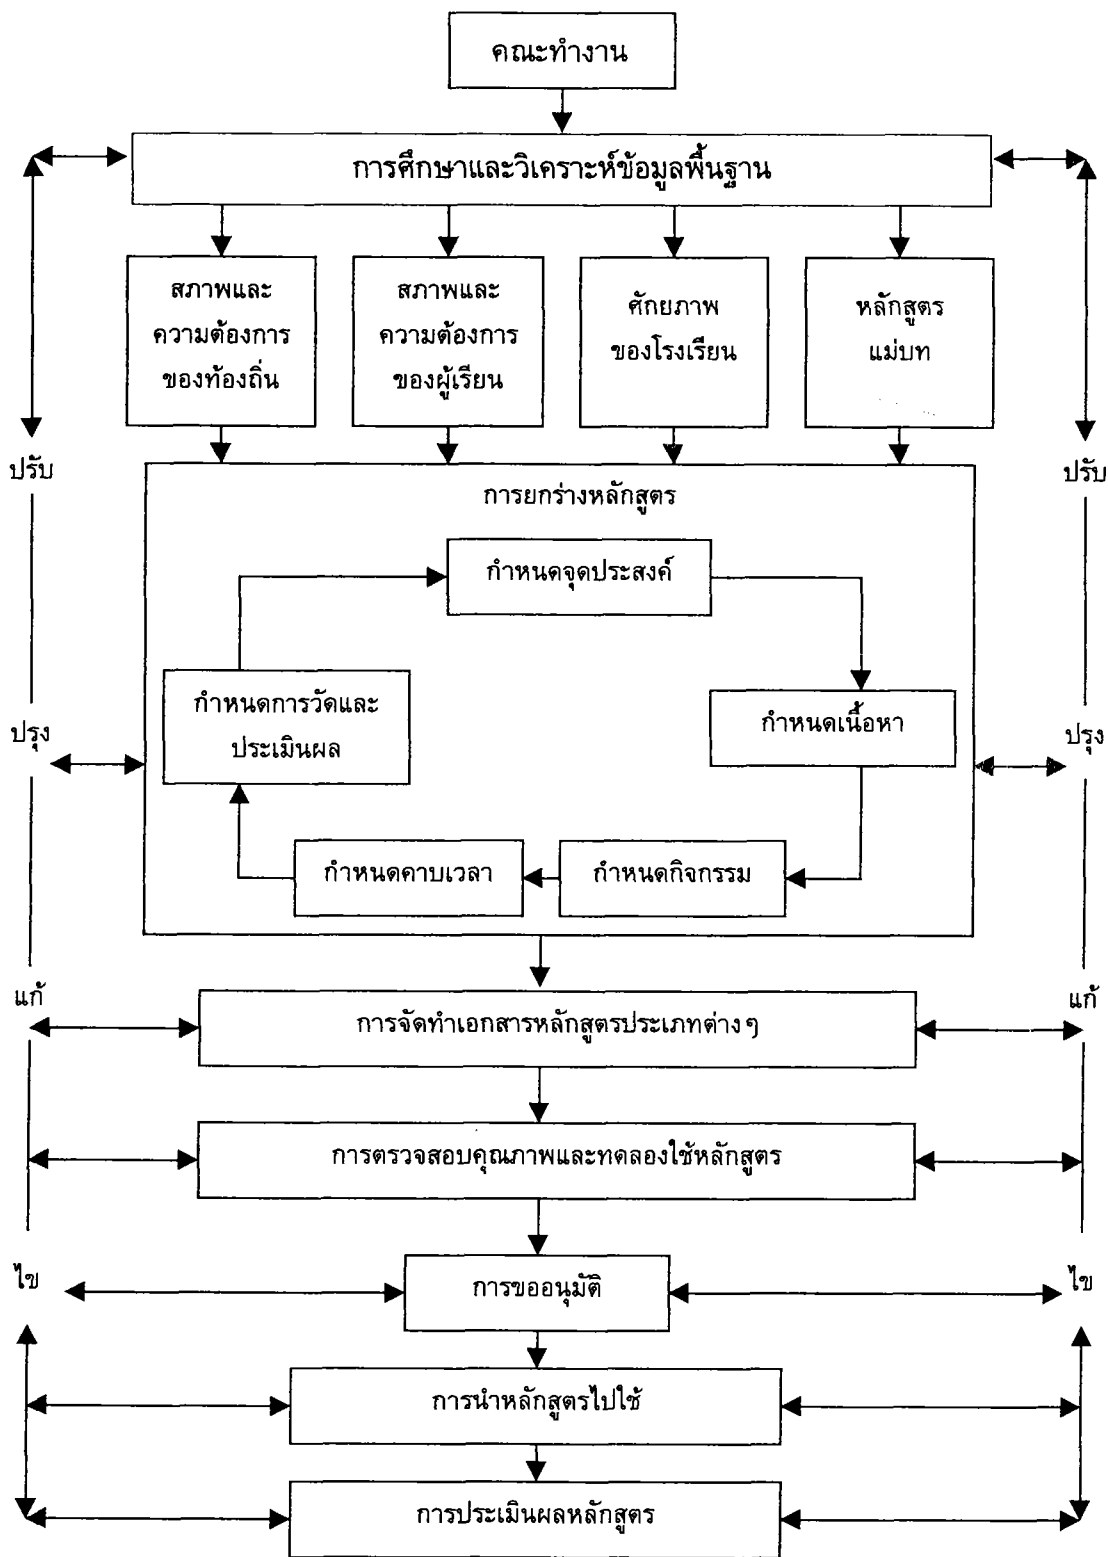 คณะทำงาน
การศึกษาและวิเคราะห์ข้อมูลพื้นฐาน
สภาพและ
ความต้องการ
ของท้องถิ่น
สภาพและ
ความต้องการ
ของผู้เรียน
ศักยภาพ
ของโรงเรียน
หลักสูตร
แม่บท
ปรับ
ปรับ
การยกร่างหลักสูตร
กำหนดจุดประสงค์
กำหนดการวัดและ
ประเมินผล
กำหนดเนื้อหา
ปรุง
ปรุง
กำหนดคาบเวลา
กำหนดกิจกรรม
แก้
แก้
การจัดทำเอกสารหลักสูตรประเภทต่างๆ
การตรวจสอบคุณภาพและทดลองใช้หลักสูตร
ไข
การขออนุมัติ
ไข
การนำหลักสูตรไปใช้
การประเมินผลหลักสูตร